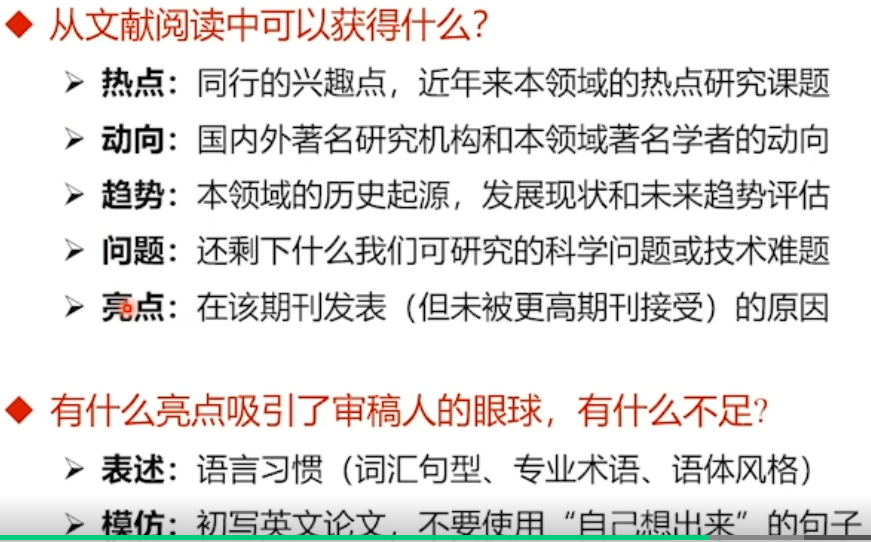 ◆ 从文献阅读中可以获得什么？
➢ 热点：同行的兴趣点，近年来本领域的热点研究课题
➢ 动向：国内外著名研究机构和本领域著名学者的动向
➢ 趋势：本领域的历史起源，发展现状和未来趋势评估
➢ 问题：还剩下什么我们可研究的科学问题或技术难题
➢ 亮点：在该期刊发表（但未被更高期刊接受）的原因
◆ 有什么亮点吸引了审稿人的眼球，有什么不足?
➢ 表述：语言习惯（词汇句型、专业术语、语体风格）
➢ 模仿：初写英文论文，不要使用“自己想出来”的句子